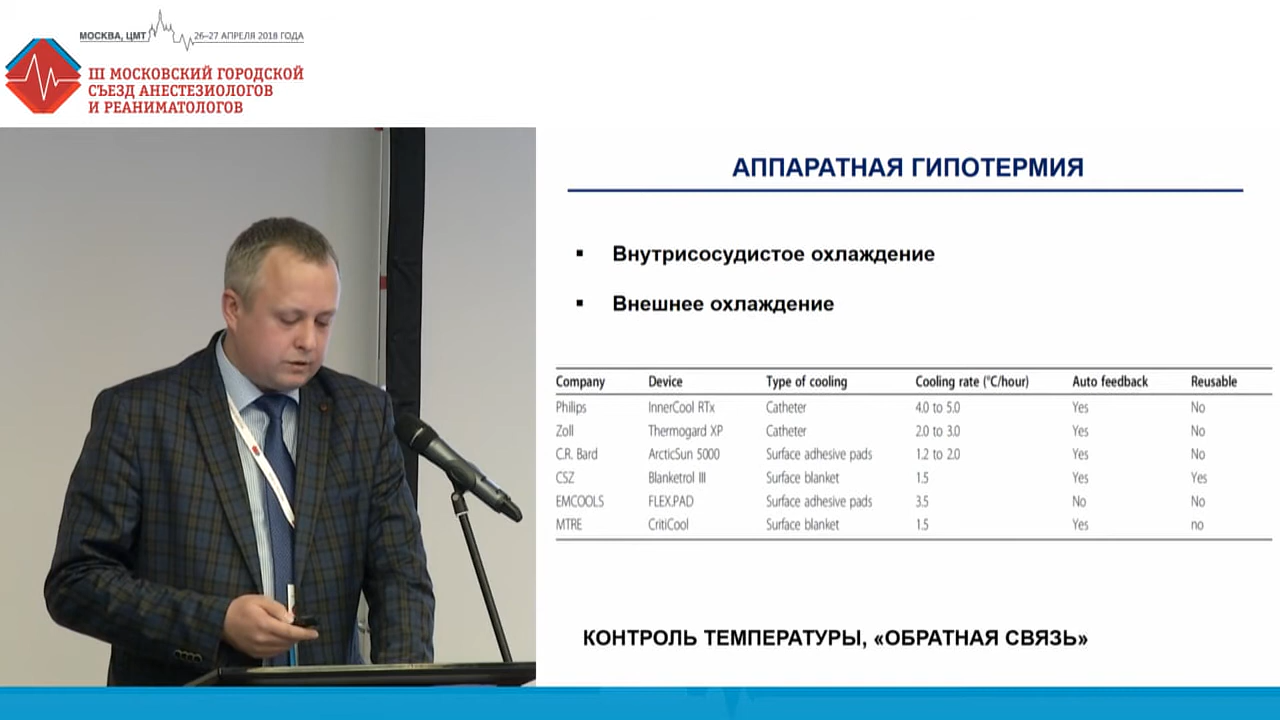 МОСКВА, ЦМТ 26–27 АПРЕЛЯ 2018 ГОДА
III МОСКОВСКИЙ ГОРОДСКОЙ
СЪЕЗД АНЕСТЕЗИОЛОГОВ
И РЕАНИМАТОЛОГОВ
АППАРАТНАЯ ГИПОТЕРМИЯ
▪ Внутрисосудистое охлаждение
▪ Внешнее охлаждение
Company Device Type of cooling Cooling rate (°C/hour) Auto feedback Reusable
Philips InnerCool RTx Catheter 4.0 to 5.0 Yes No
Zoll Thermogard XP Catheter 2.0 to 3.0 Yes No
C.R. Bard ArcticSun 5000 Surface adhesive pads 1.2 to 2.0 Yes No
CSZ Blanketrol III Surface blanket 1.5 Yes Yes
EMCOOLS FLEX.PAD Surface adhesive pads 3.5 No No
MTRE CritiCool Surface blanket 1.5 Yes no
КОНТРОЛЬ ТЕМПЕРАТУРЫ, «ОБРАТНАЯ СВЯЗЬ»